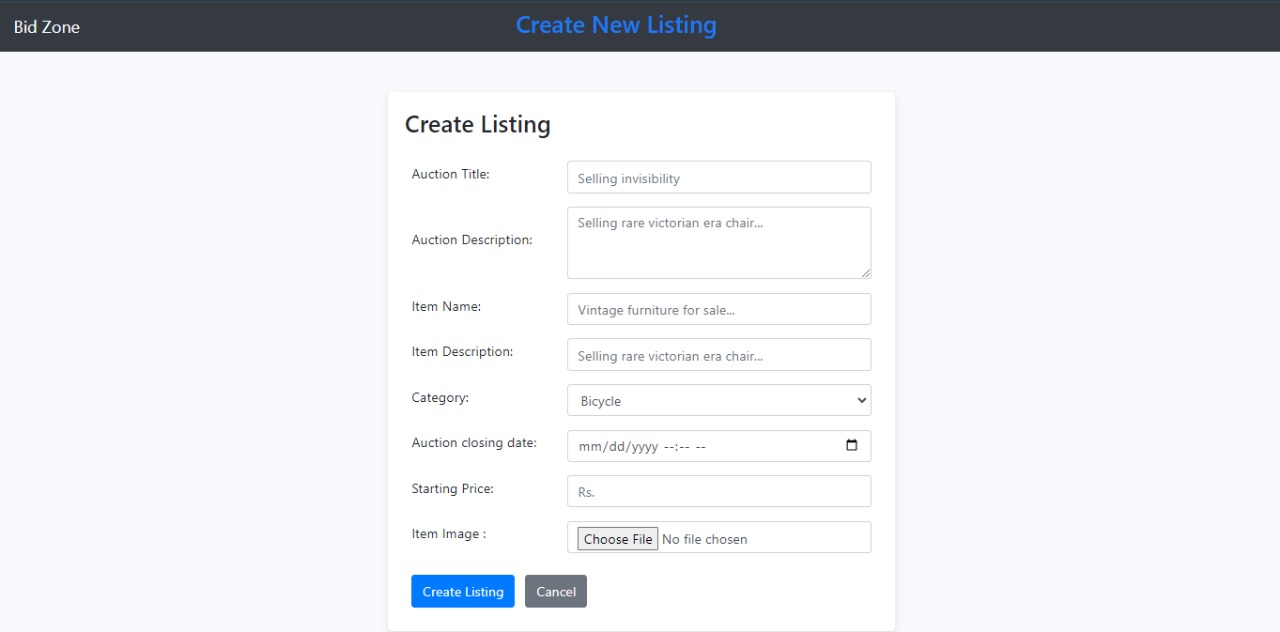 Bid Zone
Create New Listing
Create Listing
Auction Title:
Selling invisibility
Auction Description:
Selling rare victorian era chair...
Item Name:
Vintage furniture for sale...
Item Description:
Selling rare victorian era chair...
Category:
Bicycle
Auction closing date:
mm/dd/yyyy --:-- --
Starting Price:
Rs.
Item Image :
Choose File No file chosen
Create Listing
Cancel